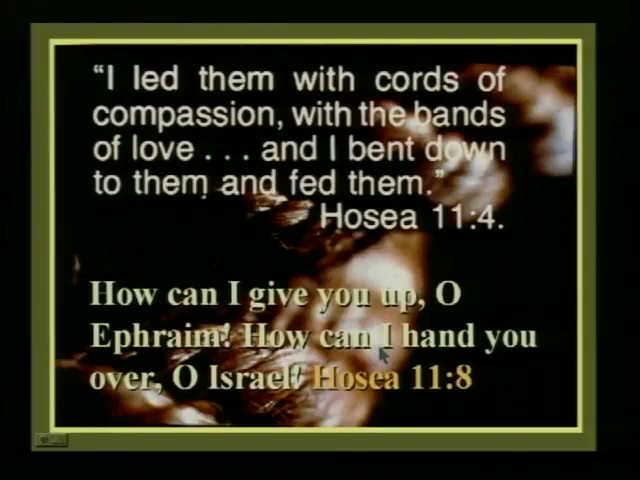 “I led them with cords of
compassion, with the bands
of love . . . and I bent down
to them and fed them.”
Hosea 11:4.
How can I give you up, O
Ephraim! How can I hand you
over, O Israel! Hosea 11:8